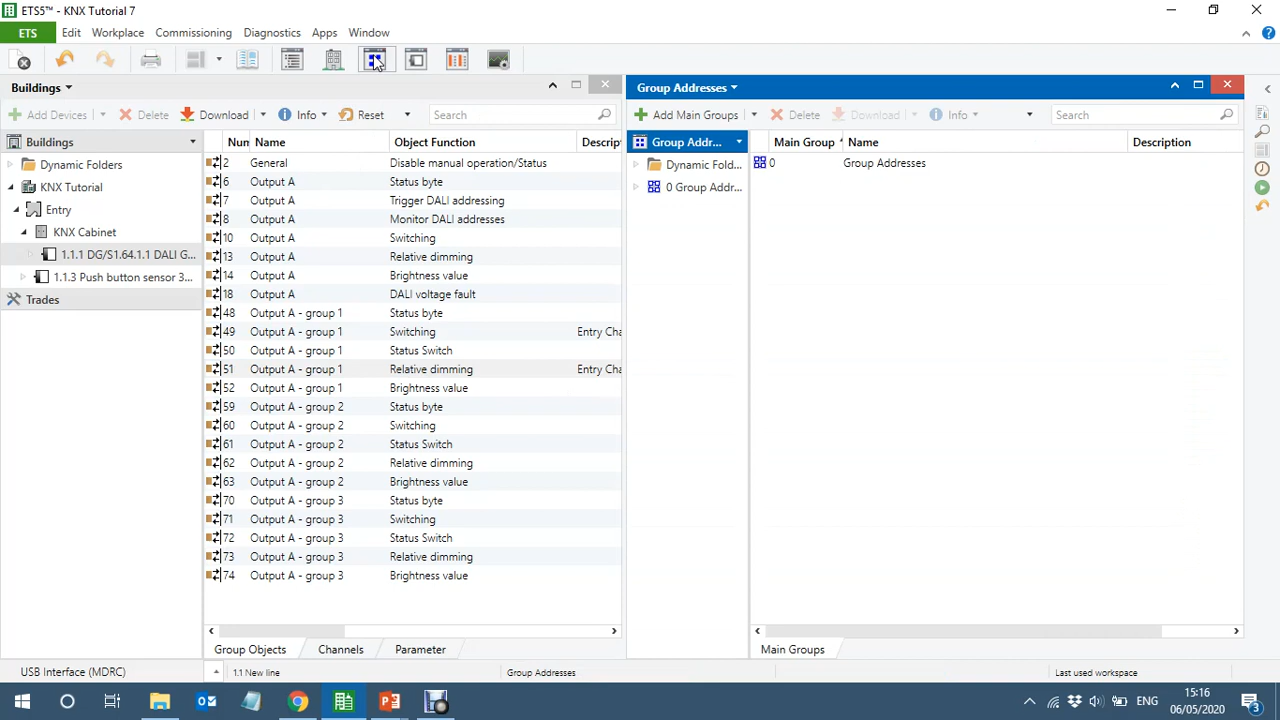 ETS5™ - KNX Tutorial 7
ETS Edit Workplace Commissioning Diagnostics Apps Window
Buildings
Group Addresses
Add Devices Delete Download Info Reset Search
Add Main Groups Delete Download Info Search
Buildings
Dynamic Folders
KNX Tutorial
Entry
KNX Cabinet
1.1.1 DG/S1.64.1.1 DALI G...
1.1.3 Push button sensor 3...
Trades
Num Name Object Function Descrip
2 General Disable manual operation/Status
6 Output A Status byte
7 Output A Trigger DALI addressing
8 Output A Monitor DALI addresses
10 Output A Switching
13 Output A Relative dimming
14 Output A Brightness value
18 Output A DALI voltage fault
48 Output A - group 1 Status byte
49 Output A - group 1 Switching Entry Cha
50 Output A - group 1 Status Switch
51 Output A - group 1 Relative dimming Entry Cha
52 Output A - group 1 Brightness value
59 Output A - group 2 Status byte
60 Output A - group 2 Switching
61 Output A - group 2 Status Switch
62 Output A - group 2 Relative dimming
63 Output A - group 2 Brightness value
70 Output A - group 3 Status byte
71 Output A - group 3 Switching
72 Output A - group 3 Status Switch
73 Output A - group 3 Relative dimming
74 Output A - group 3 Brightness value
Group Objects Channels Parameter
Group Addr...
Dynamic Fold...
0 Group Addr...
Main Group Name Description
0 Group Addresses
Main Groups
USB Interface (MDRC) 1.1 New line Group Addresses Last used workspace
ENG
15:16
06/05/2020
3